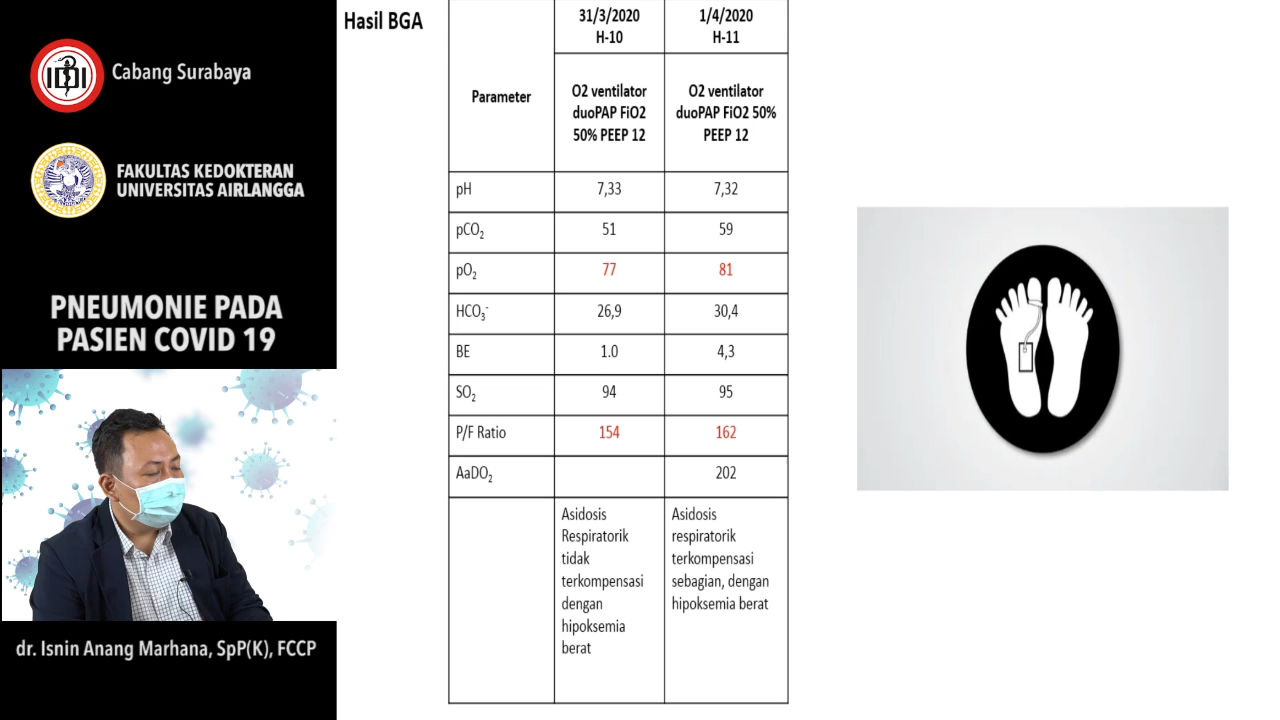 IDI
Cabang Surabaya
FAKULTAS KEDOKTERAN
UNIVERSITAS AIRLANGGA
PNEUMONIE PADA
PASIEN COVID 19
dr. Isnin Anang Marhana, SpP(K), FCCP
Hasil BGA
Parameter
31/3/2020
H-10
1/4/2020
H-11
O2 ventilator
duoPAP FiO2
50% PEEP 12
O2 ventilator
duoPAP FiO2 50%
PEEP 12
pH 7,33 7,32
pCO₂ 51 59
pO₂ 77 81
HCO₃⁻ 26,9 30,4
BE 1.0 4,3
SO₂ 94 95
P/F Ratio 154 162
AaDO₂ 202
Asidosis
Respiratorik
tidak
terkompensasi
dengan
hipoksemia
berat
Asidosis
respiratorik
terkompensasi
sebagian, dengan
hipoksemia berat